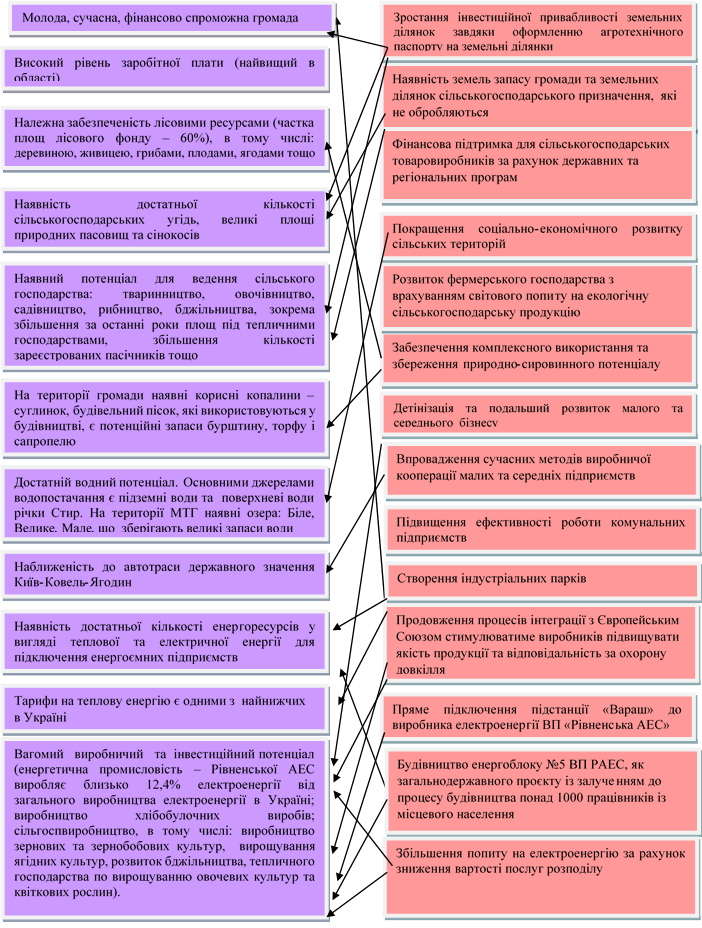 Молода, сучасна, фінансово спроможна громада
Високий рівень заробітної плати (найвищий в
області)
Належна забезпеченість лісовими ресурсами (частка
площ лісового фонду – 60%), в тому числі:
деревиною, живицею, грибами, плодами, ягодами тощо
Наявність достатньої кількості
сільськогосподарських угідь, великі площі
природних пасовищ та сінокосів
Наявний потенціал для ведення сільського
господарства: тваринництво, овочівництво,
садівництво, рибництво, бджільництва, зокрема
збільшення за останні роки площ під тепличними
господарствами, збільшення кількості
зареєстрованих пасічників тощо
На території громади наявні корисні копалини –
суглинок, будівельний пісок, які використовуються у
будівництві, є потенційні запаси бурштину, торфу і
сапропелю
Достатній водний потенціал. Основними джерелами
водопостачання є підземні води та поверхневі води
річки Стир. На території МТГ наявні озера: Біле,
Велике, Мале, що зберігають великі запаси води
Наближеність до автотраси державного значення
Київ-Ковель-Ягодин
Наявність достатньої кількості енергоресурсів у
вигляді теплової та електричної енергії для
підключення енергоємних підприємств
Тарифи на теплову енергію є одними з найнижчих
в Україні
Вагомий виробничий та інвестиційний потенціал
(енергетична промисловість – Рівненської АЕС
виробляє близько 12,4% електроенергії від
загального виробництва електроенергії в Україні;
виробництво хлібобулочних виробів;
сільгоспвиробництво, в тому числі: виробництво
зернових та зернобобових культур, вирощування
ягідних культур, розвиток бджільництва, тепличного
господарства по вирощуванню овочевих культур та
квіткових рослин).
Зростання інвестиційної привабливості земельних
ділянок завдяки оформленню агротехнічного
паспорту на земельні ділянки
Наявність земель запасу громади та земельних
ділянок сільськогосподарського призначення, які
не обробляються
Фінансова підтримка для сільськогосподарських
товаровиробників за рахунок державних та
регіональних програм
Покращення соціально-економічного розвитку
сільських територій
Розвиток фермерського господарства з
врахуванням світового попиту на екологічну
сільськогосподарську продукцію
Забезпечення комплексного використання та
збереження природно-сировинного потенціалу
Детінізація та подальший розвиток малого та
середнього бізнесу
Впровадження сучасних методів виробничої
кооперації малих та середніх підприємств
Підвищення ефективності роботи комунальних
підприємств
Створення індустріальних парків
Продовження процесів інтеграції з Європейським
Союзом стимулюватиме виробників підвищувати
якість продукції та відповідальність за охорону
довкілля
Пряме підключення підстанції «Вараш» до
виробника електроенергії ВП «Рівненська АЕС»
Будівництво енергоблоку №5 ВП РАЕС, як
загальнодержавного проєкту із залученням до
процесу будівництва понад 1000 працівників із
місцевого населення
Збільшення попиту на електроенергію за рахунок
зниження вартості послуг розподілу